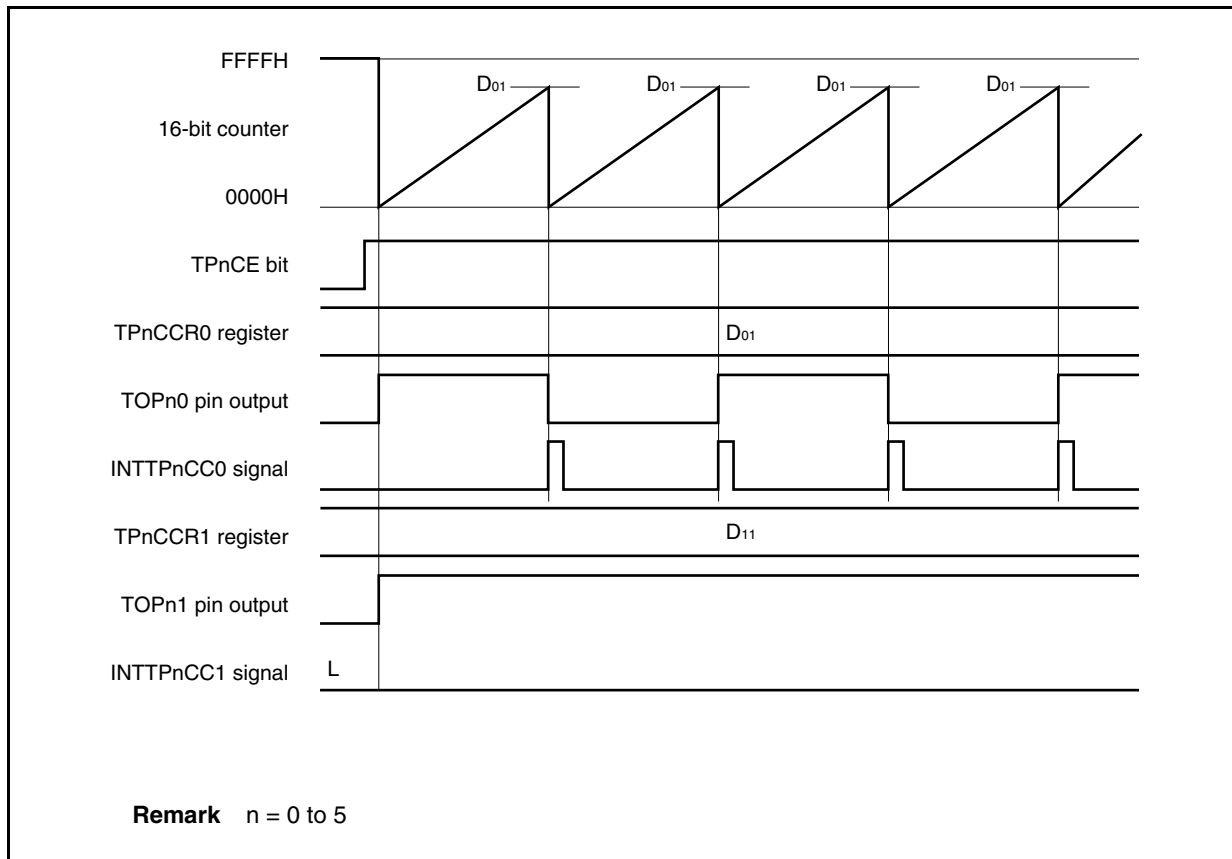 FFFFH
D01 D01 D01 D01
16-bit counter
0000H
TPnCE bit
TPnCCR0 register D01
TOPn0 pin output
INTTPnCC0 signal
TPnCCR1 register D11
TOPn1 pin output
INTTPnCC1 signal L
Remark n = 0 to 5